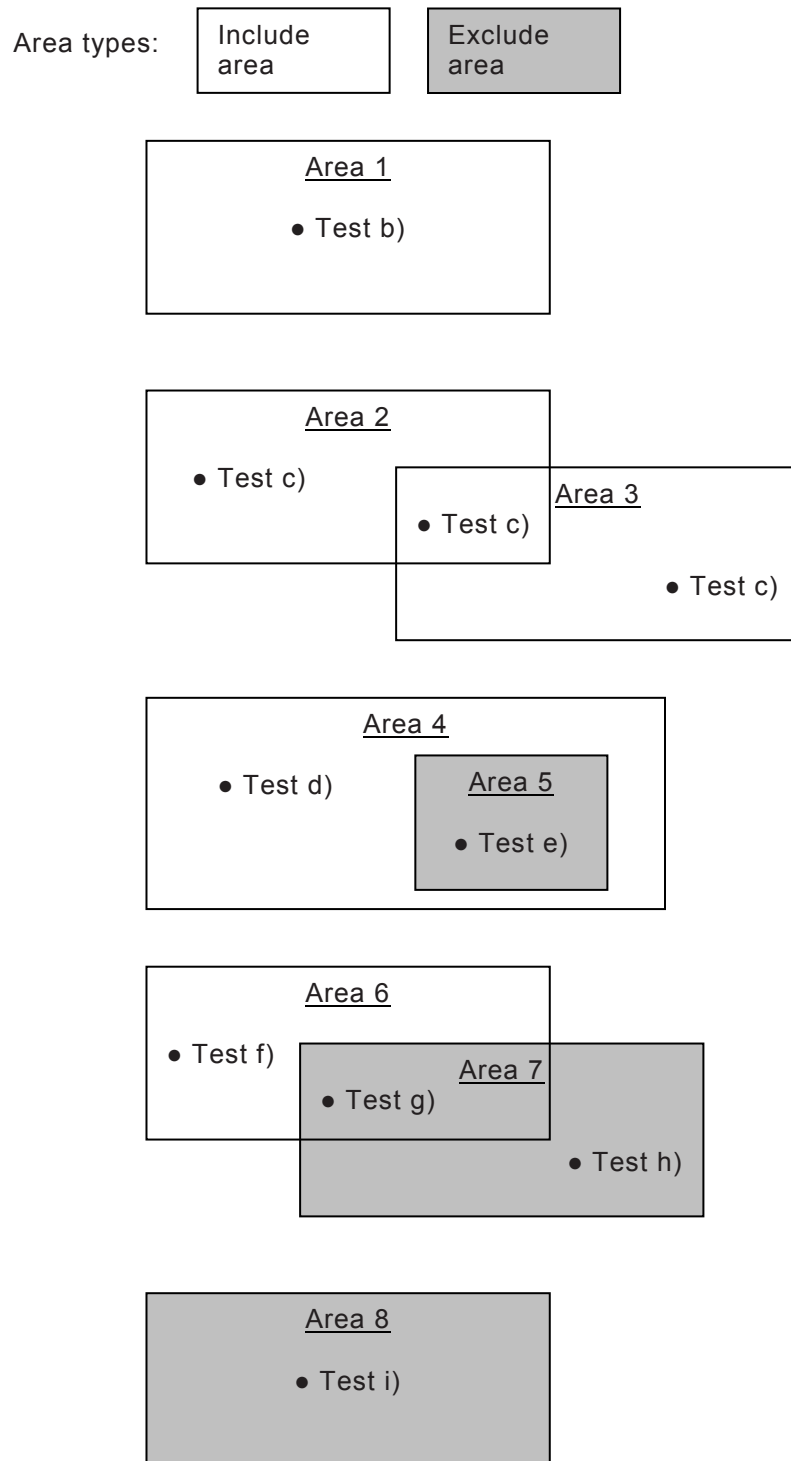 Area types:
Include
area
Exclude
area
Area 1
● Test b)
Area 2
● Test c)
Area 3
● Test c)
● Test c)
Area 4
● Test d)
Area 5
● Test e)
Area 6
● Test f)
Area 7
● Test g)
● Test h)
Area 8
● Test i)